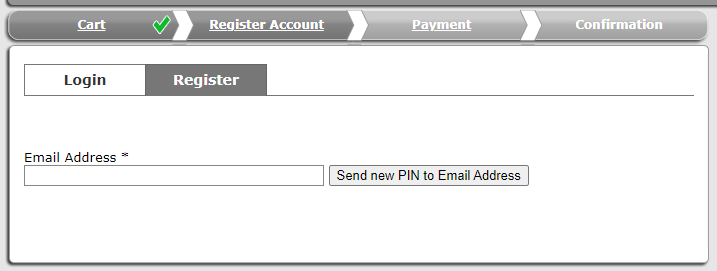 Cart Register Account Payment Confirmation
Login Register
Email Address *
Send new PIN to Email Address